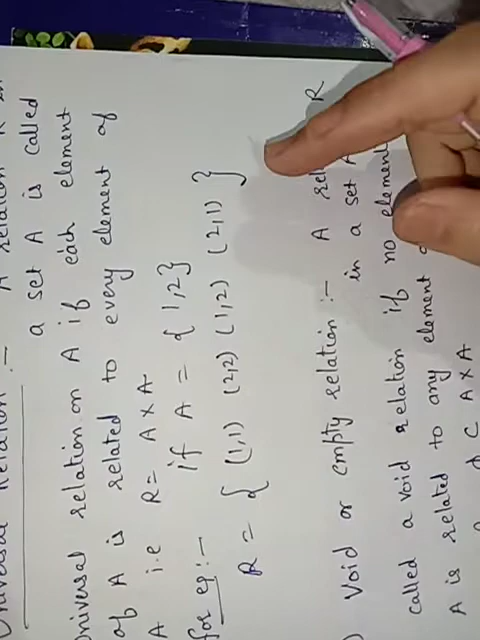 Universal Relation :- A relation R in
a set A is called
Universal relation on A if each element
of A is related to every element of
A i.e R = A x A
for eg:- if A = { 1,2}
R = { (1,1) (2,2) (1,2) (2,1) }
Void or empty relation :- A rel R
in a set A
called a void relation if no element
A is related to any element
⊂ A x A